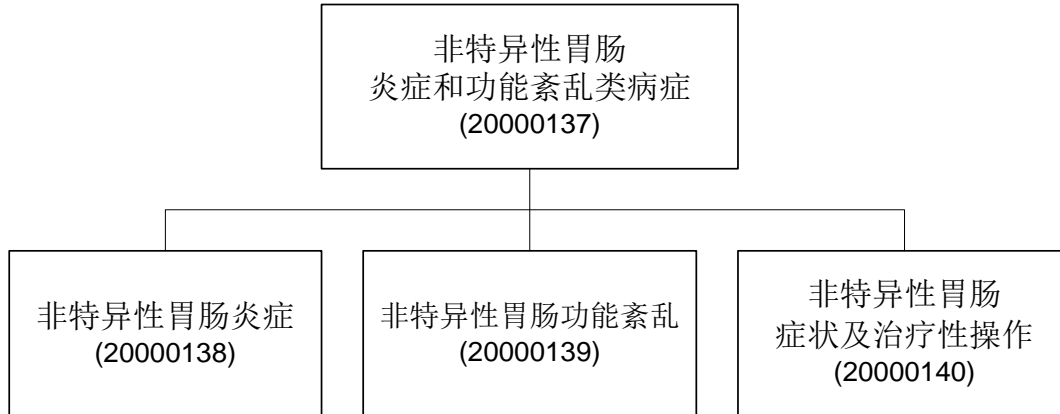 非特异性胃肠
炎症和功能紊乱类病症
(20000137)
非特异性胃肠炎症
(20000138)
非特异性胃肠功能紊乱
(20000139)
非特异性胃肠
症状及治疗性操作
(20000140)